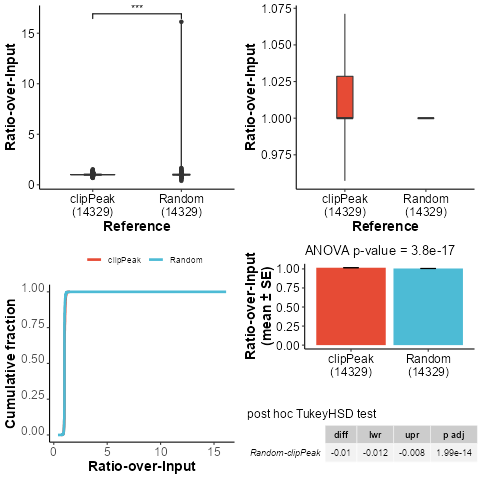 ***
15
10
5
0
Ratio-over-Input
clipPeak
(14329)
Random
(14329)
Reference
1.075
1.050
1.025
1.000
0.975
Ratio-over-Input
clipPeak
(14329)
Random
(14329)
Reference
clipPeak Random
1.00
0.75
0.50
0.25
0.00
Cumulative fraction
0 5 10 15
Ratio-over-Input
ANOVA p-value = 3.8e-17
1.00
0.75
0.50
0.25
0.00
Ratio-over-Input
(mean ± SE)
clipPeak
(14329)
Random
(14329)
post hoc TukeyHSD test
diff lwr upr p adj
Random-clipPeak -0.01 -0.012 -0.008 1.99e-14